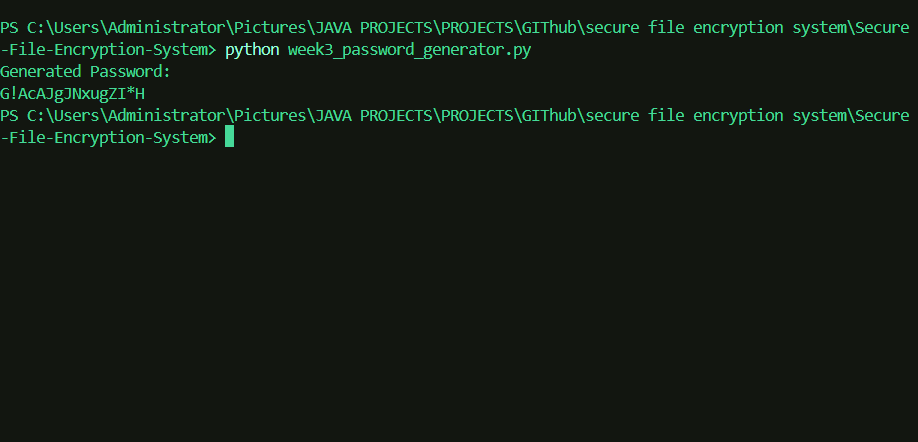 PS C:\Users\Administrator\Pictures\JAVA PROJECTS\PROJECTS\GIThub\secure file encryption system\Secure
-File-Encryption-System> python week3_password_generator.py
Generated Password:
G!AcAJgJNxugZI*H
PS C:\Users\Administrator\Pictures\JAVA PROJECTS\PROJECTS\GIThub\secure file encryption system\Secure
-File-Encryption-System>